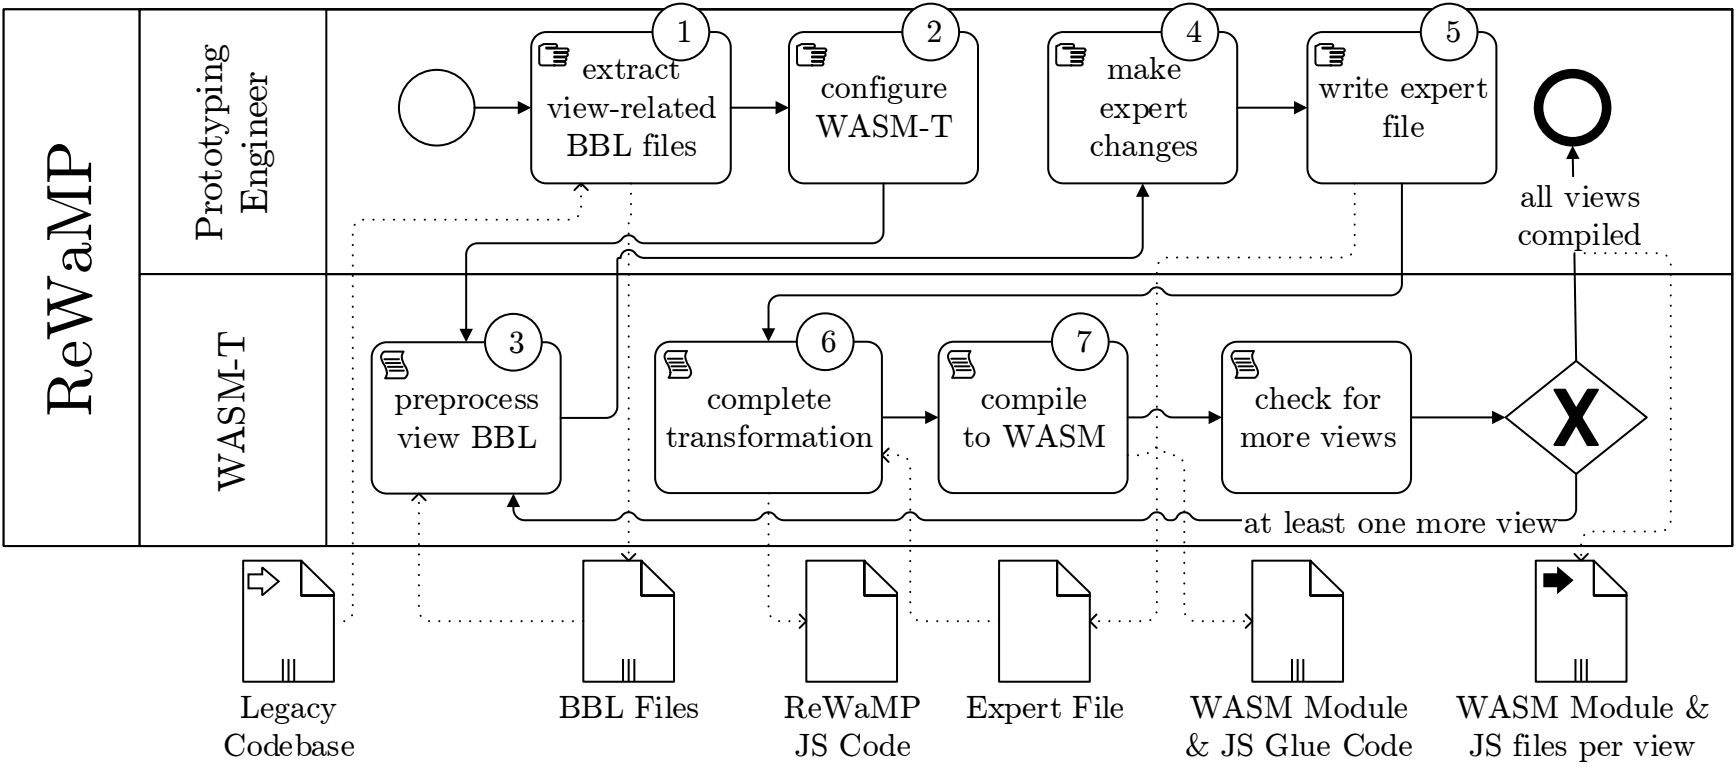 ReWaMP
Prototyping
Engineer
1
extract
view-related
BBL files
2
configure
WASM-T
4
make
expert
changes
5
write expert
file
all views
compiled
WASM-T
3
preprocess
view BBL
6
complete
transformation
7
compile
to WASM
check for
more views
X
at least one more view
Legacy
Codebase
BBL Files
ReWaMP
JS Code
Expert File
WASM Module
& JS Glue Code
WASM Module &
JS files per view